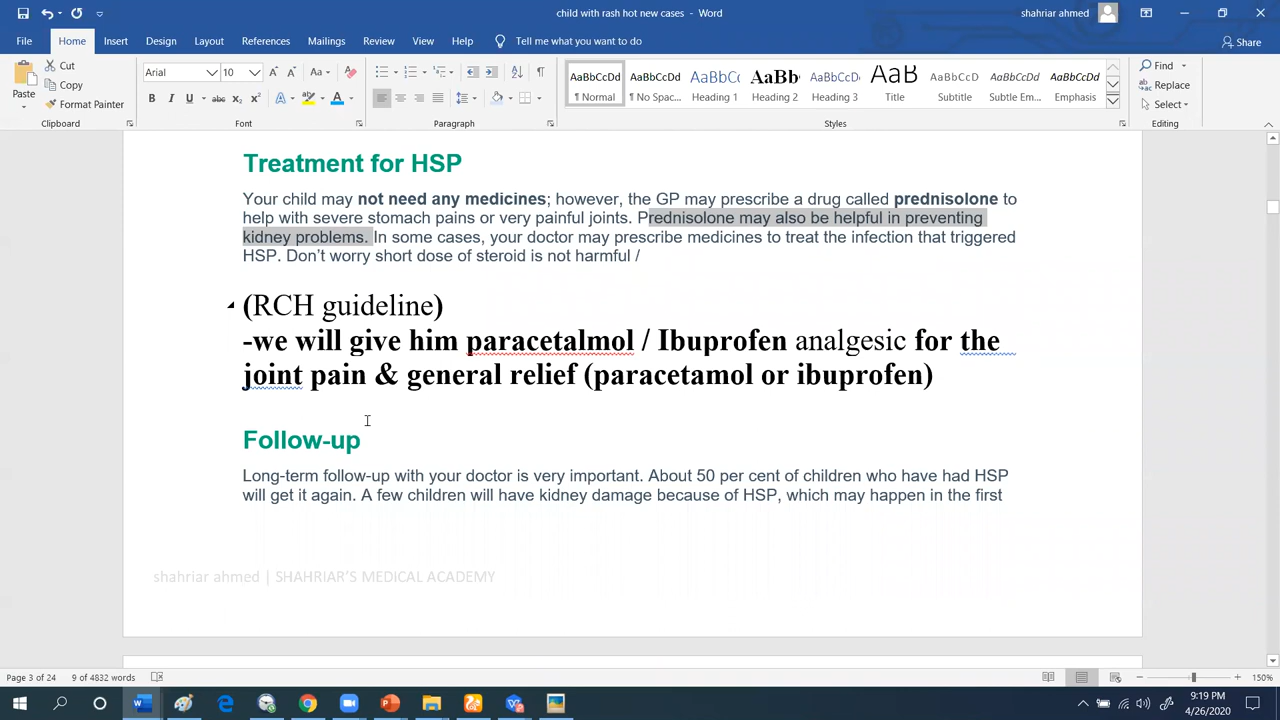 child with rash hot new cases - Word
shahriar ahmed
File Home Insert Design Layout References Mailings Review View Help Tell me what you want to do Share
Paste Cut Copy Format Painter
Arial 10
AaBbCcDd AaBbCcDd AaBbCc AaBb AaBbCcDd AaB AaBbCcDd AaBbCcDd AaBbCcDd
¶ Normal ¶ No Spac... Heading 1 Heading 2 Heading 3 Title Subtitle Subtle Em... Emphasis
Find
Replace
Select
Clipboard Font Paragraph Styles Editing
Treatment for HSP
Your child may not need any medicines; however, the GP may prescribe a drug called prednisolone to
help with severe stomach pains or very painful joints. Prednisolone may also be helpful in preventing
kidney problems. In some cases, your doctor may prescribe medicines to treat the infection that triggered
HSP. Don't worry short dose of steroid is not harmful /
(RCH guideline)
-we will give him paracetalmol / Ibuprofen analgesic for the
joint pain & general relief (paracetamol or ibuprofen)
Follow-up
Long-term follow-up with your doctor is very important. About 50 per cent of children who have had HSP
will get it again. A few children will have kidney damage because of HSP, which may happen in the first
shahriar ahmed | SHAHRIAR'S MEDICAL ACADEMY
Page 3 of 24 9 of 4832 words 150%
9:19 PM
4/26/2020